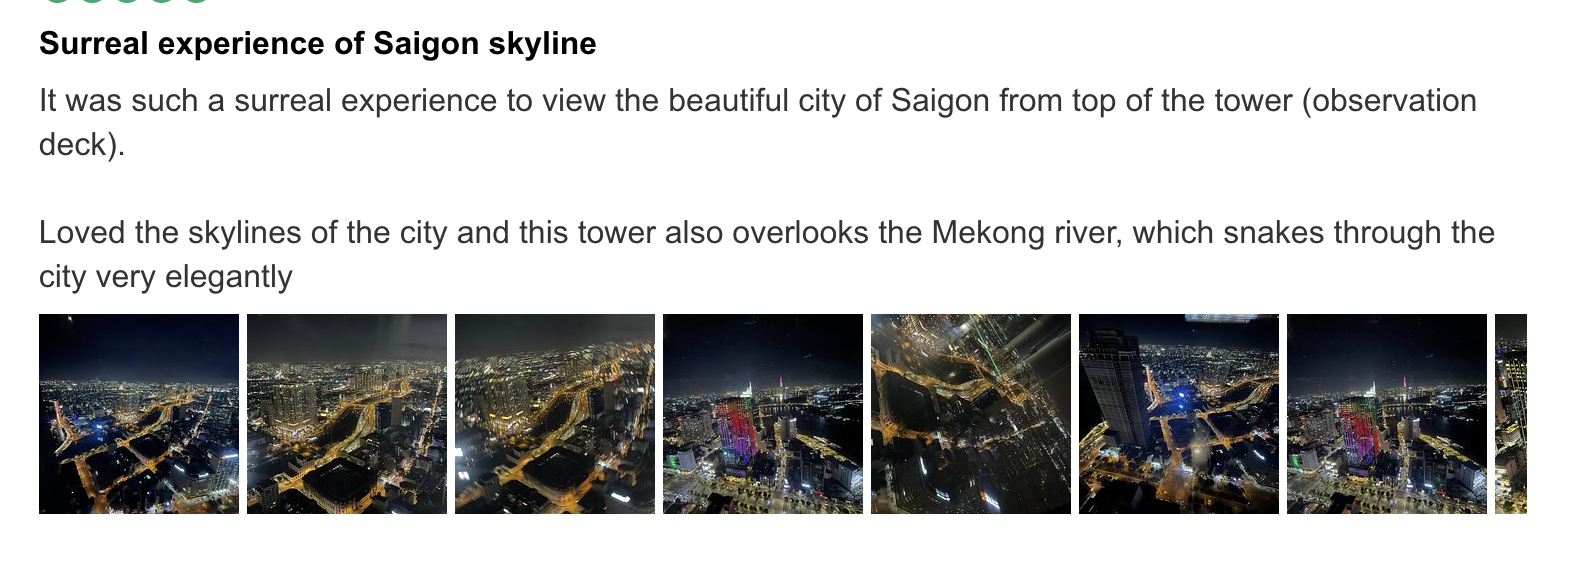 Surreal experience of Saigon skyline
It was such a surreal experience to view the beautiful city of Saigon from top of the tower (observation
deck).
Loved the skylines of the city and this tower also overlooks the Mekong river, which snakes through the
city very elegantly